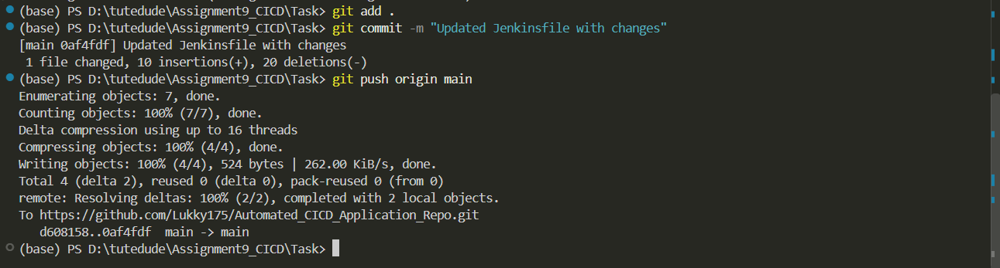 (base) PS D:\tutedude\Assignment9_CICD\Task> git add .
(base) PS D:\tutedude\Assignment9_CICD\Task> git commit -m "Updated Jenkinsfile with changes"
[main 0af4fdf] Updated Jenkinsfile with changes
 1 file changed, 10 insertions(+), 20 deletions(-)
(base) PS D:\tutedude\Assignment9_CICD\Task> git push origin main
Enumerating objects: 7, done.
Counting objects: 100% (7/7), done.
Delta compression using up to 16 threads
Compressing objects: 100% (4/4), done.
Writing objects: 100% (4/4), 524 bytes | 262.00 KiB/s, done.
Total 4 (delta 2), reused 0 (delta 0), pack-reused 0 (from 0)
remote: Resolving deltas: 100% (2/2), completed with 2 local objects.
To https://github.com/Lukky175/Automated_CICD_Application_Repo.git
   d608158..0af4fdf  main -> main
(base) PS D:\tutedude\Assignment9_CICD\Task>